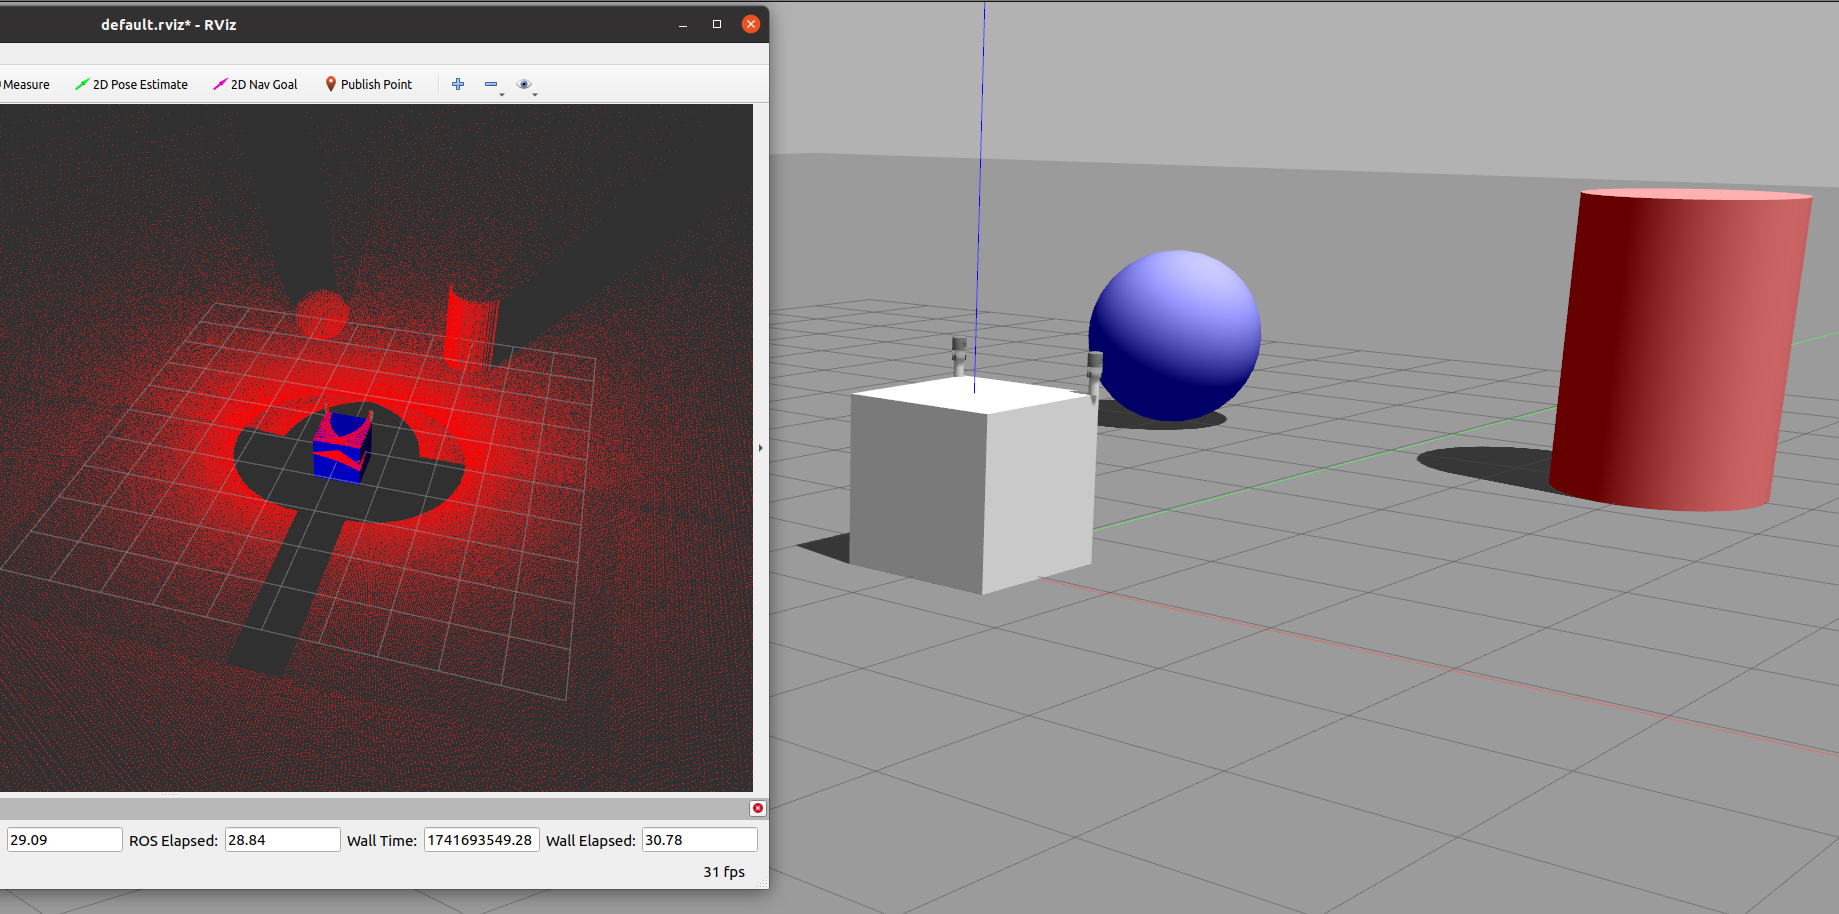 default.rviz* - RViz
Measure 2D Pose Estimate 2D Nav Goal Publish Point
29.09 ROS Elapsed: 28.84 Wall Time: 1741693549.28 Wall Elapsed: 30.78
31 fps